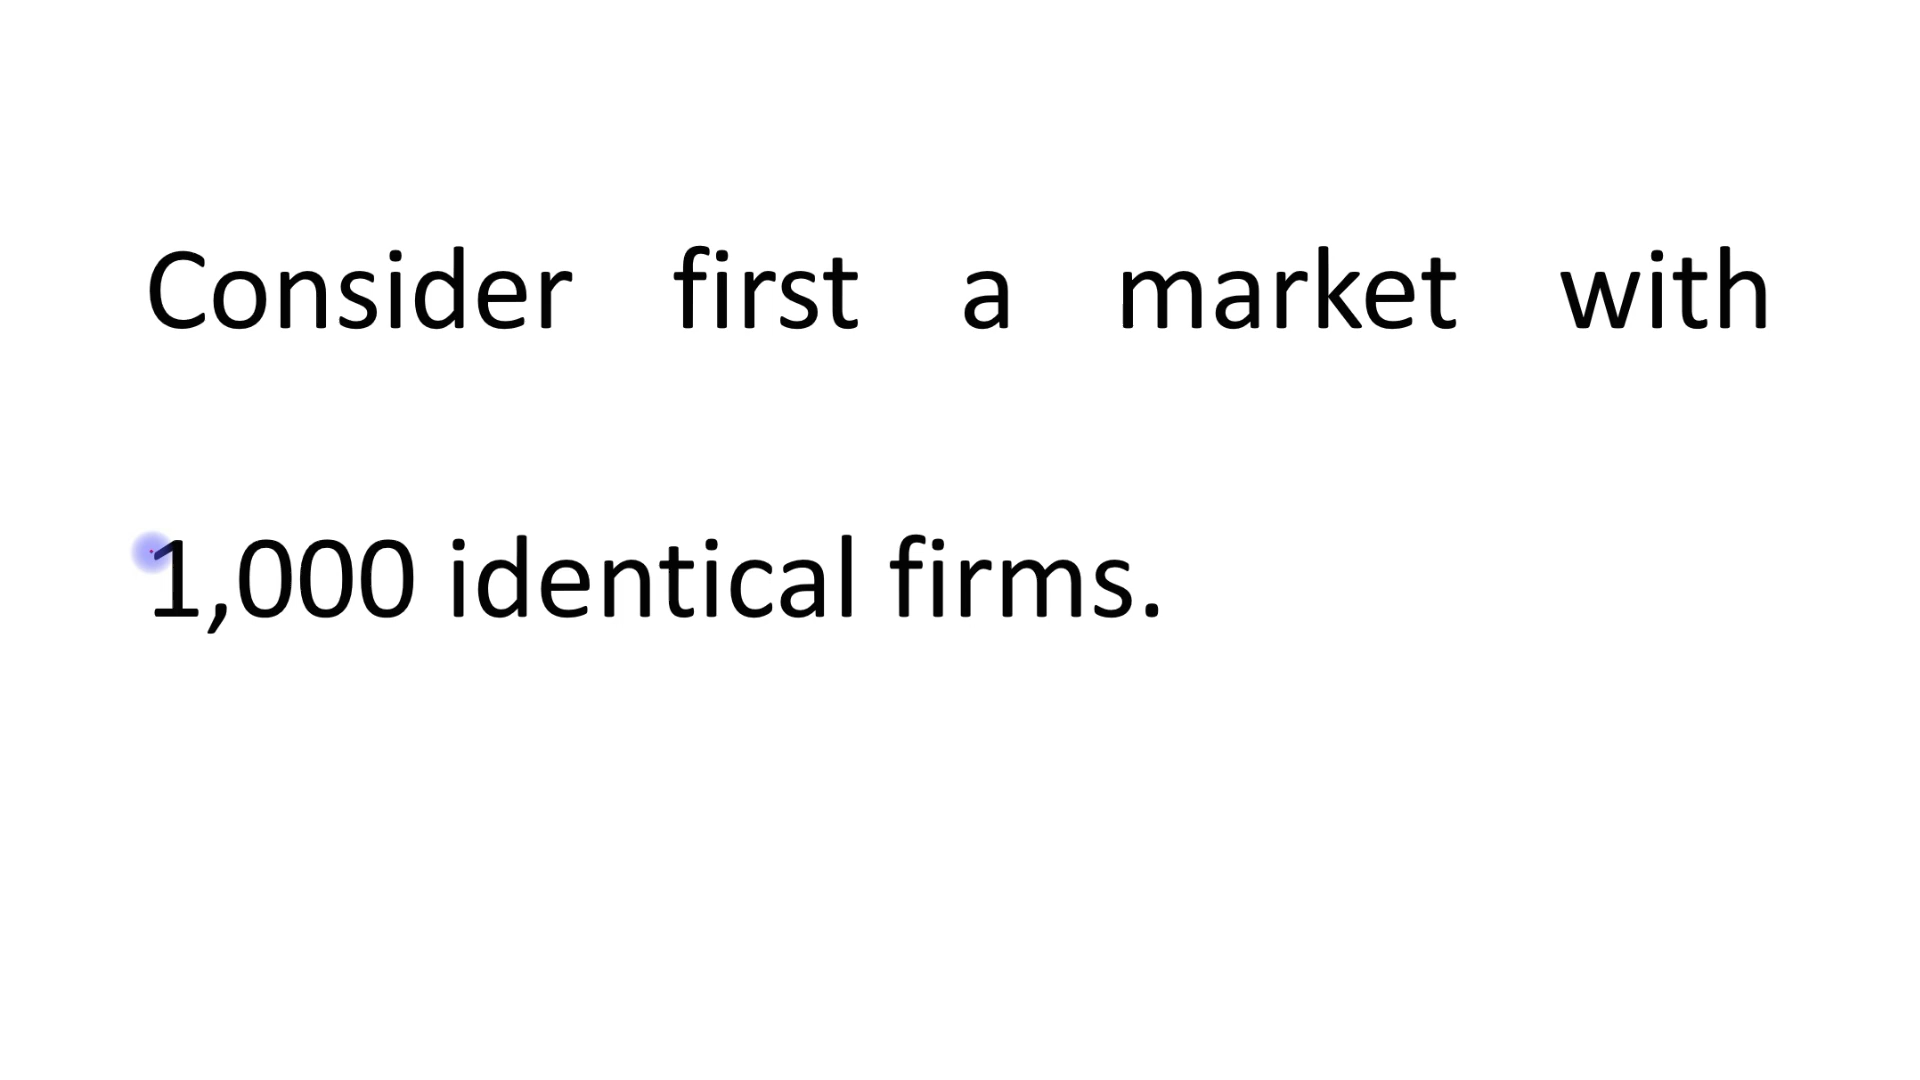 Consider first a market with
1,000 identical firms.